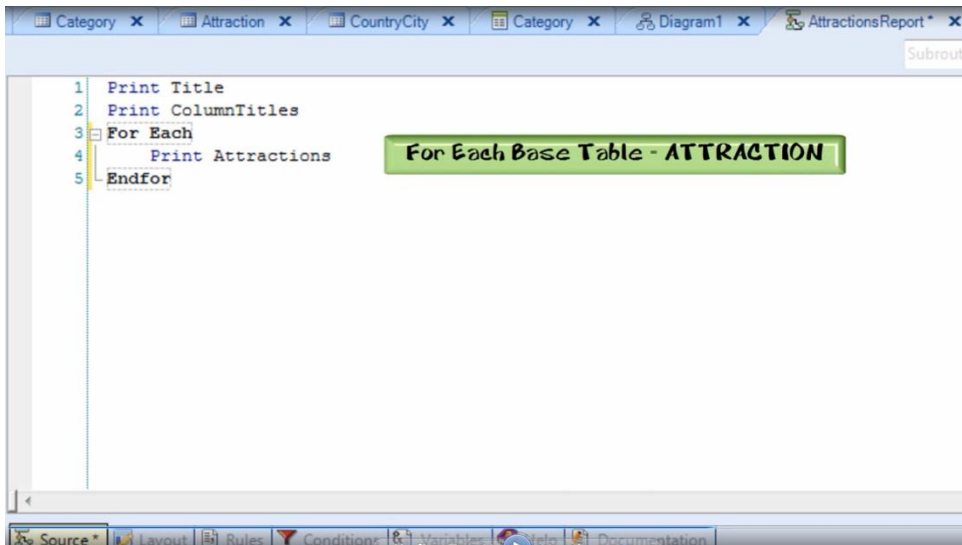 Category Attraction CountryCity Category Diagram1 AttractionsReport *
Subrout
1 Print Title
2 Print ColumnTitles
3 For Each
4 Print Attractions
5 Endfor
For Each Base Table - ATTRACTION
Source * Layout Rules Conditions Variables Help Documentation